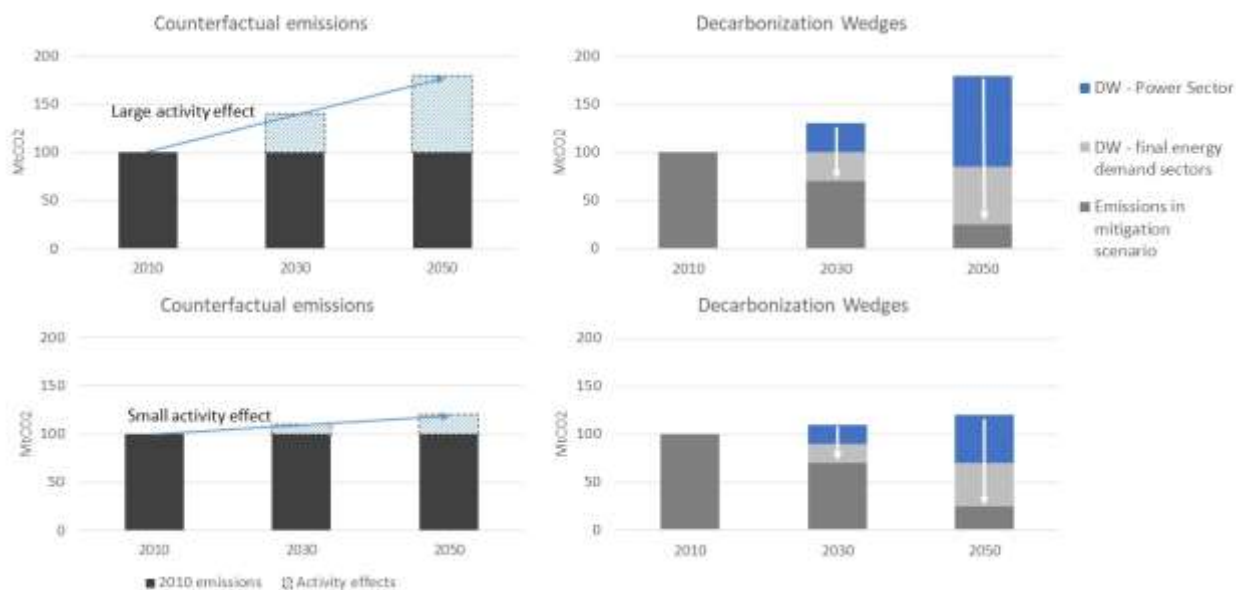 Counterfactual emissions
200
150
100
50
0
MtCO2
Large activity effect
2010
2030
2050
Decarbonization Wedges
200
150
100
50
0
MtCO2
2010
2030
2050
DW - Power Sector
DW - final energy
demand sectors
Emissions in
mitigation
scenario
Counterfactual emissions
200
150
100
50
0
MtCO2
Small activity effect
2010
2030
2050
2010 emissions
Activity effects
Decarbonization Wedges
200
150
100
50
0
MtCO2
2010
2030
2050